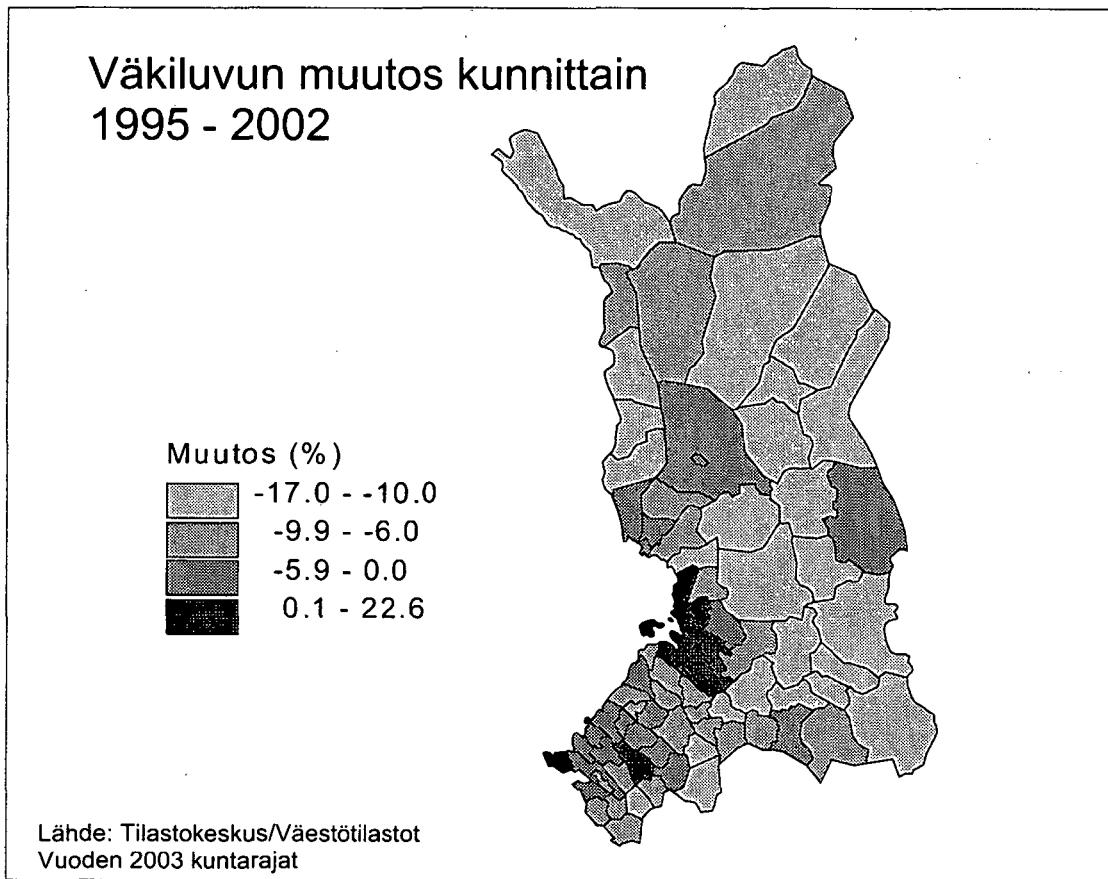 Väkiluvun muutos kunnittain
1995 - 2002
Muutos (%)
-17.0 - -10.0
-9.9 - -6.0
-5.9 - 0.0
0.1 - 22.6
Lähde: Tilastokeskus/Väestötilastot
Vuoden 2003 kuntarajat